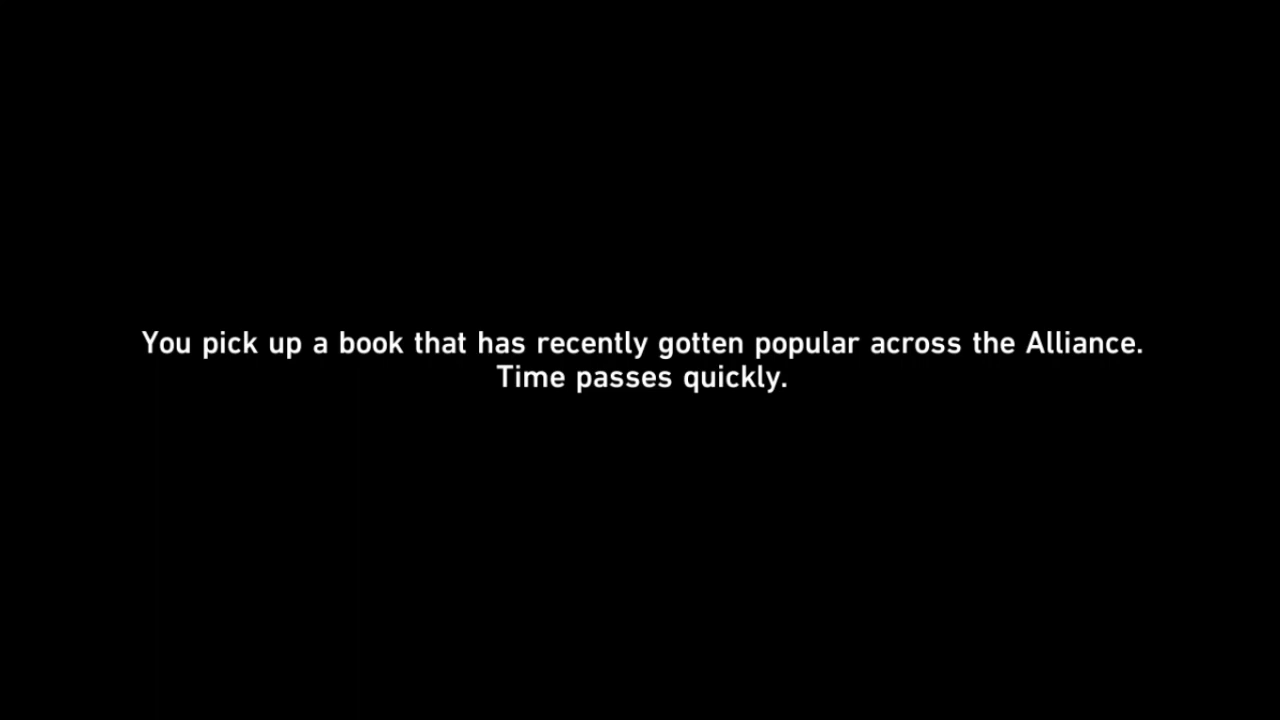 You pick up a book that has recently gotten popular across the Alliance.
Time passes quickly.